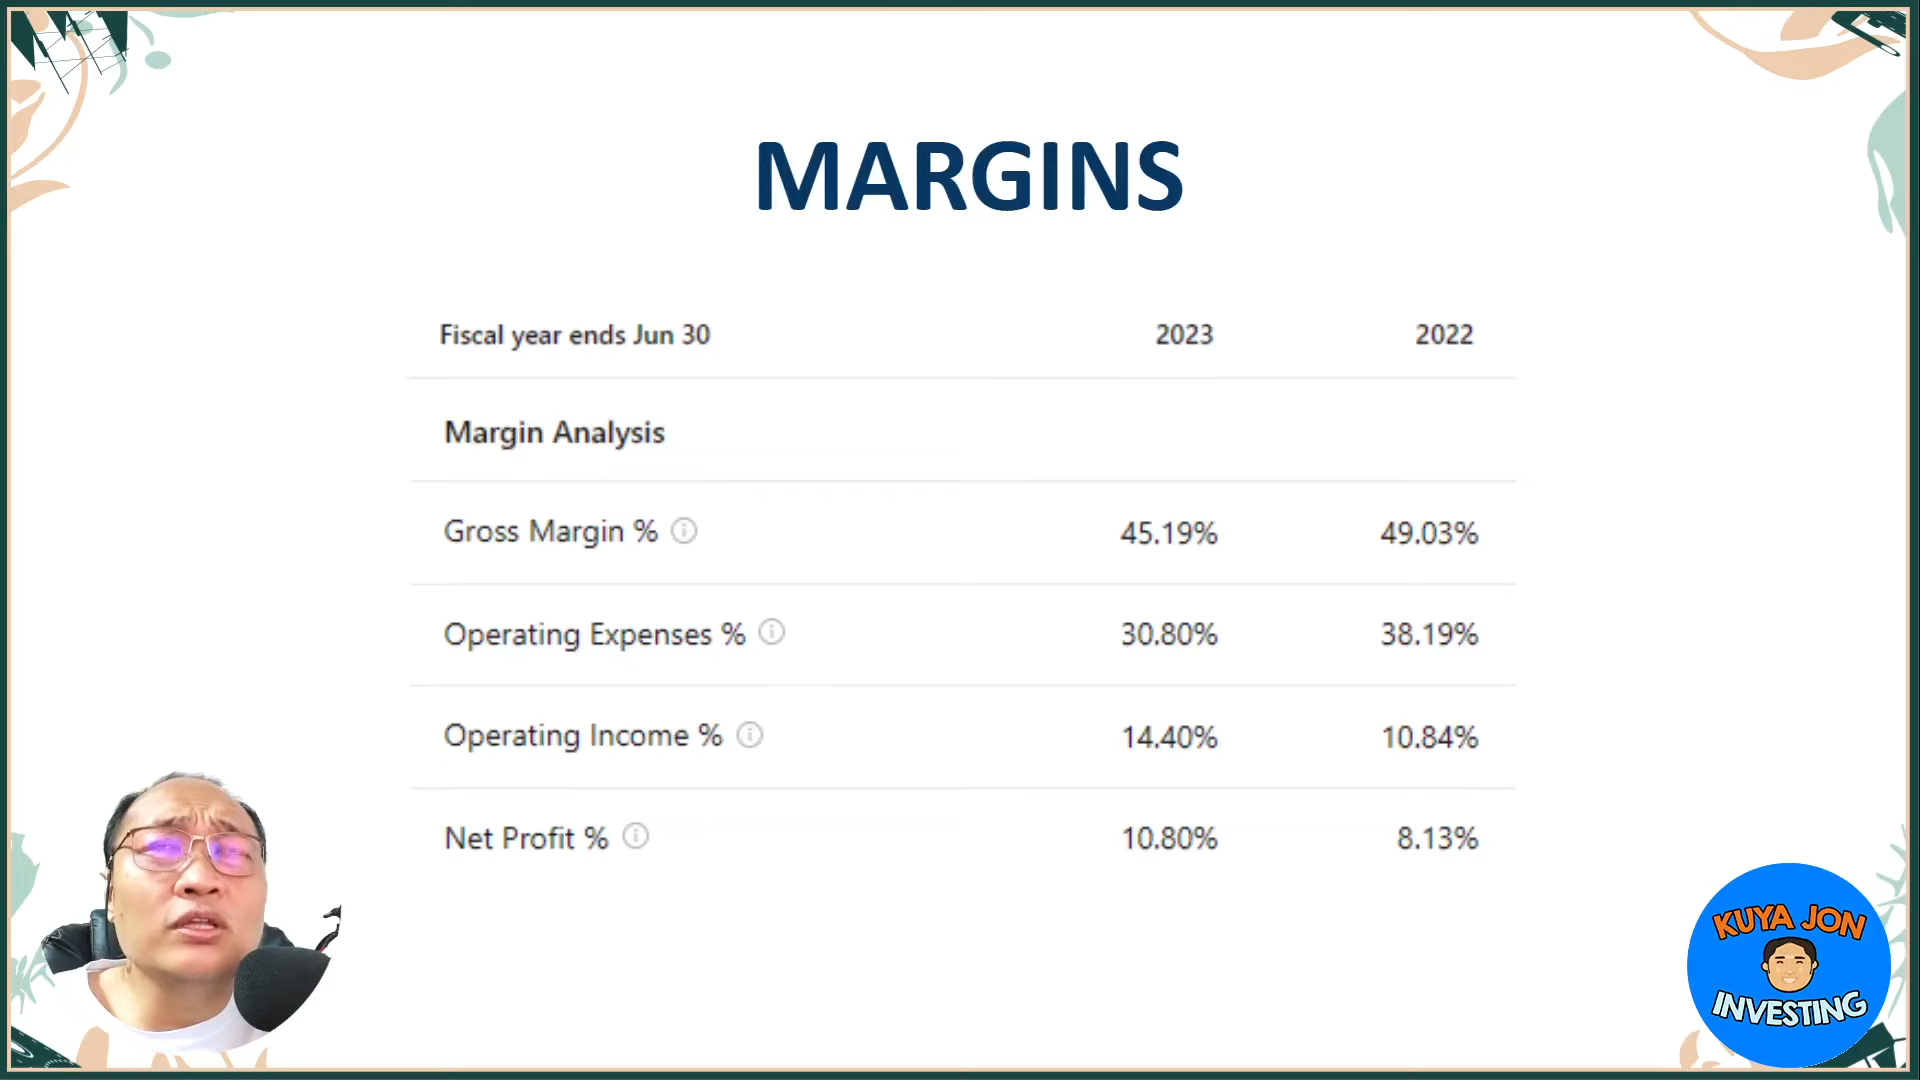 MARGINS
Fiscal year ends Jun 30 2023 2022
Margin Analysis
Gross Margin % 45.19% 49.03%
Operating Expenses % 30.80% 38.19%
Operating Income % 14.40% 10.84%
Net Profit % 10.80% 8.13%
KUYA JON
INVESTING